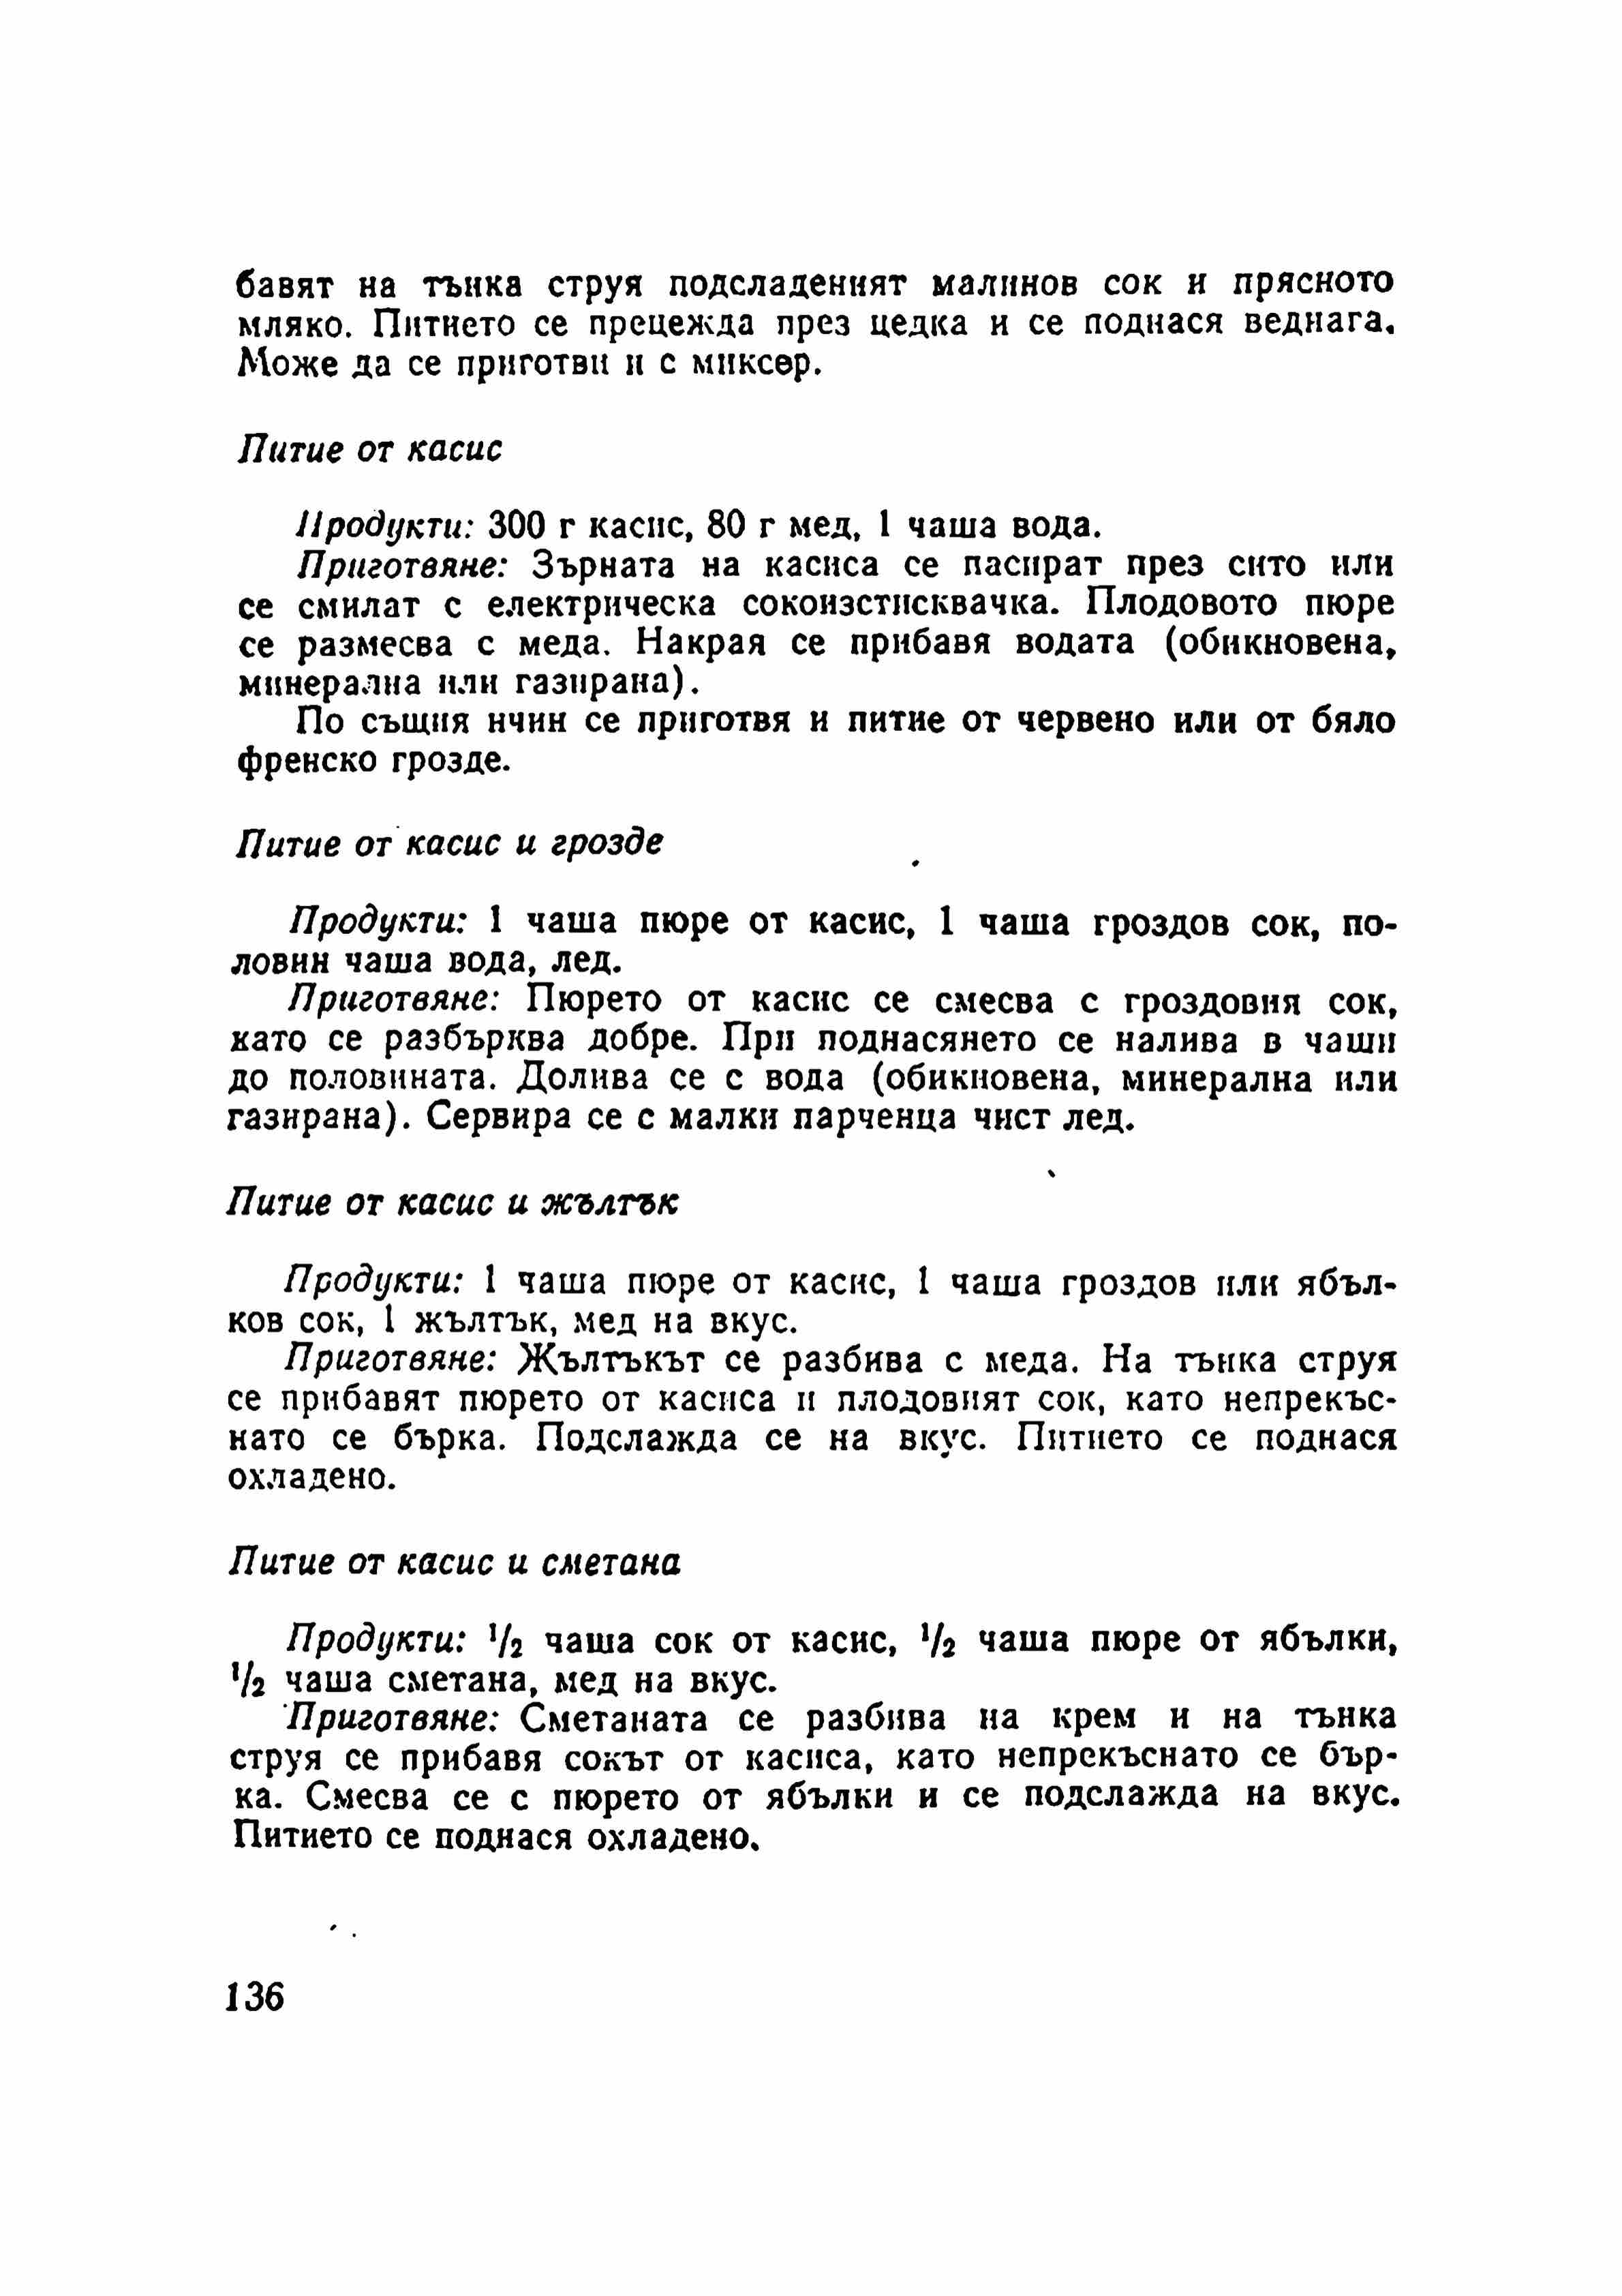 бавят на тънка струя подсладеният малинов сок и прясното
мляко. Питието се прецежда през цедка и се поднася веднага.
Може да се приготви и с миксер.
Питие от касис
Продукти: 300 г касис, 80 г мед, 1 чаша вода.
Приготвяне: Зърната на касиса се пасират през сито или
се смилат с електрическа сокоизстисквачка. Плодовото пюре
се размесва с меда. Накрая се прибавя водата (обикновена,
минерална или газирана).
По същия нчин се приготвя и питие от червено или от бяло
френско грозде.
Питие от касис и грозде
Продукти: 1 чаша пюре от касис, 1 чаша гроздов сок, по-
ловин чаша вода, лед.
Приготвяне: Пюрето от касис се смесва с гроздовия сок,
като се разбърква добре. При поднасянето се налива в чаши
до половината. Долива се с вода (обикновена, минерална или
газирана). Сервира се с малки парченца чист лед.
Питие от касис и жълтък
Продукти: 1 чаша пюре от касис, 1 чаша гроздов или ябъл-
ков сок, 1 жълтък, мед на вкус.
Приготвяне: Жълтъкът се разбива с меда. На тънка струя
се прибавят пюрето от касиса и плодовият сок, като непрекъс-
нато се бърка. Подслажда се на вкус. Питието се поднася
охладено.
Питие от касис и сметана
Продукти: 1/2 чаша сок от касис, 1/2 чаша пюре от ябълки,
1/2 чаша сметана, мед на вкус.
Приготвяне: Сметаната се разбива на крем и на тънка
струя се прибавя сокът от касиса, като непрекъснато се бър-
ка. Смесва се с пюрето от ябълки и се подслажда на вкус.
Питието се поднася охладено.
136